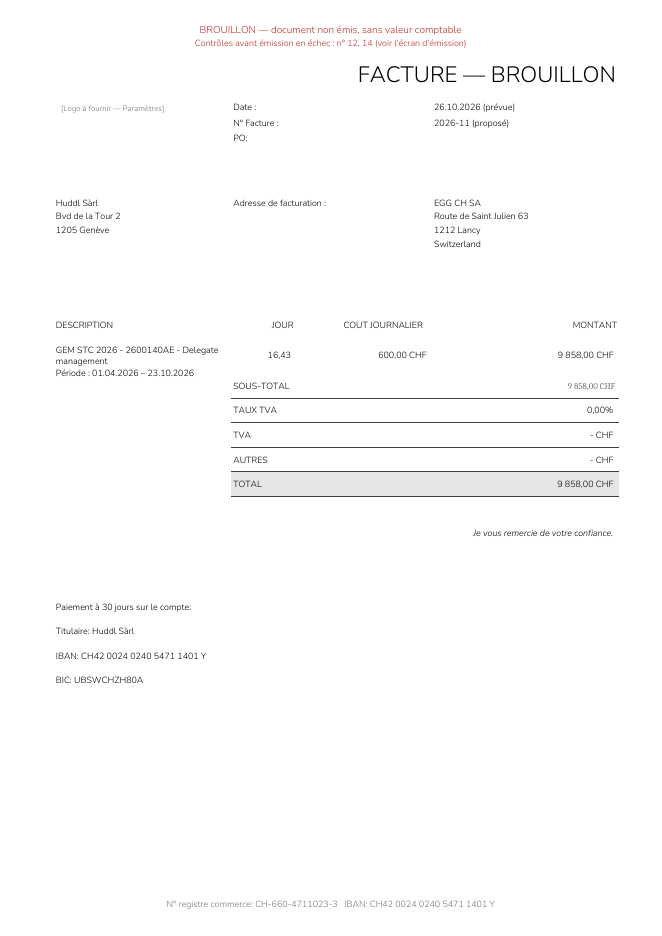 BROUILLON — document non émis, sans valeur comptable
Contrôles avant émission en échec : n° 12, 14 (voir l'écran d'émission)
FACTURE — BROUILLON
[Logo à fournir — Paramètres]
Date : 26.10.2026 (prévue)
N° Facture : 2026-11 (proposé)
PO:
Huddl Sàrl Adresse de facturation : EGG CH SA
Bvd de la Tour 2 Route de Saint Julien 63
1205 Genève 1212 Lancy
Switzerland
DESCRIPTION JOUR COUT JOURNALIER MONTANT
GEM STC 2026 - 2600140AE - Delegate
management
Période : 01.04.2026 – 23.10.2026
16,43 600,00 CHF 9 858,00 CHF
SOUS-TOTAL 9 858,00 CHF
TAUX TVA 0,00%
TVA - CHF
AUTRES - CHF
TOTAL 9 858,00 CHF
Je vous remercie de votre confiance.
Paiement à 30 jours sur le compte:
Titulaire: Huddl Sàrl
IBAN: CH42 0024 0240 5471 1401 Y
BIC: UBSWCHZH80A
N° registre commerce: CH-660-4711023-3 IBAN: CH42 0024 0240 5471 1401 Y